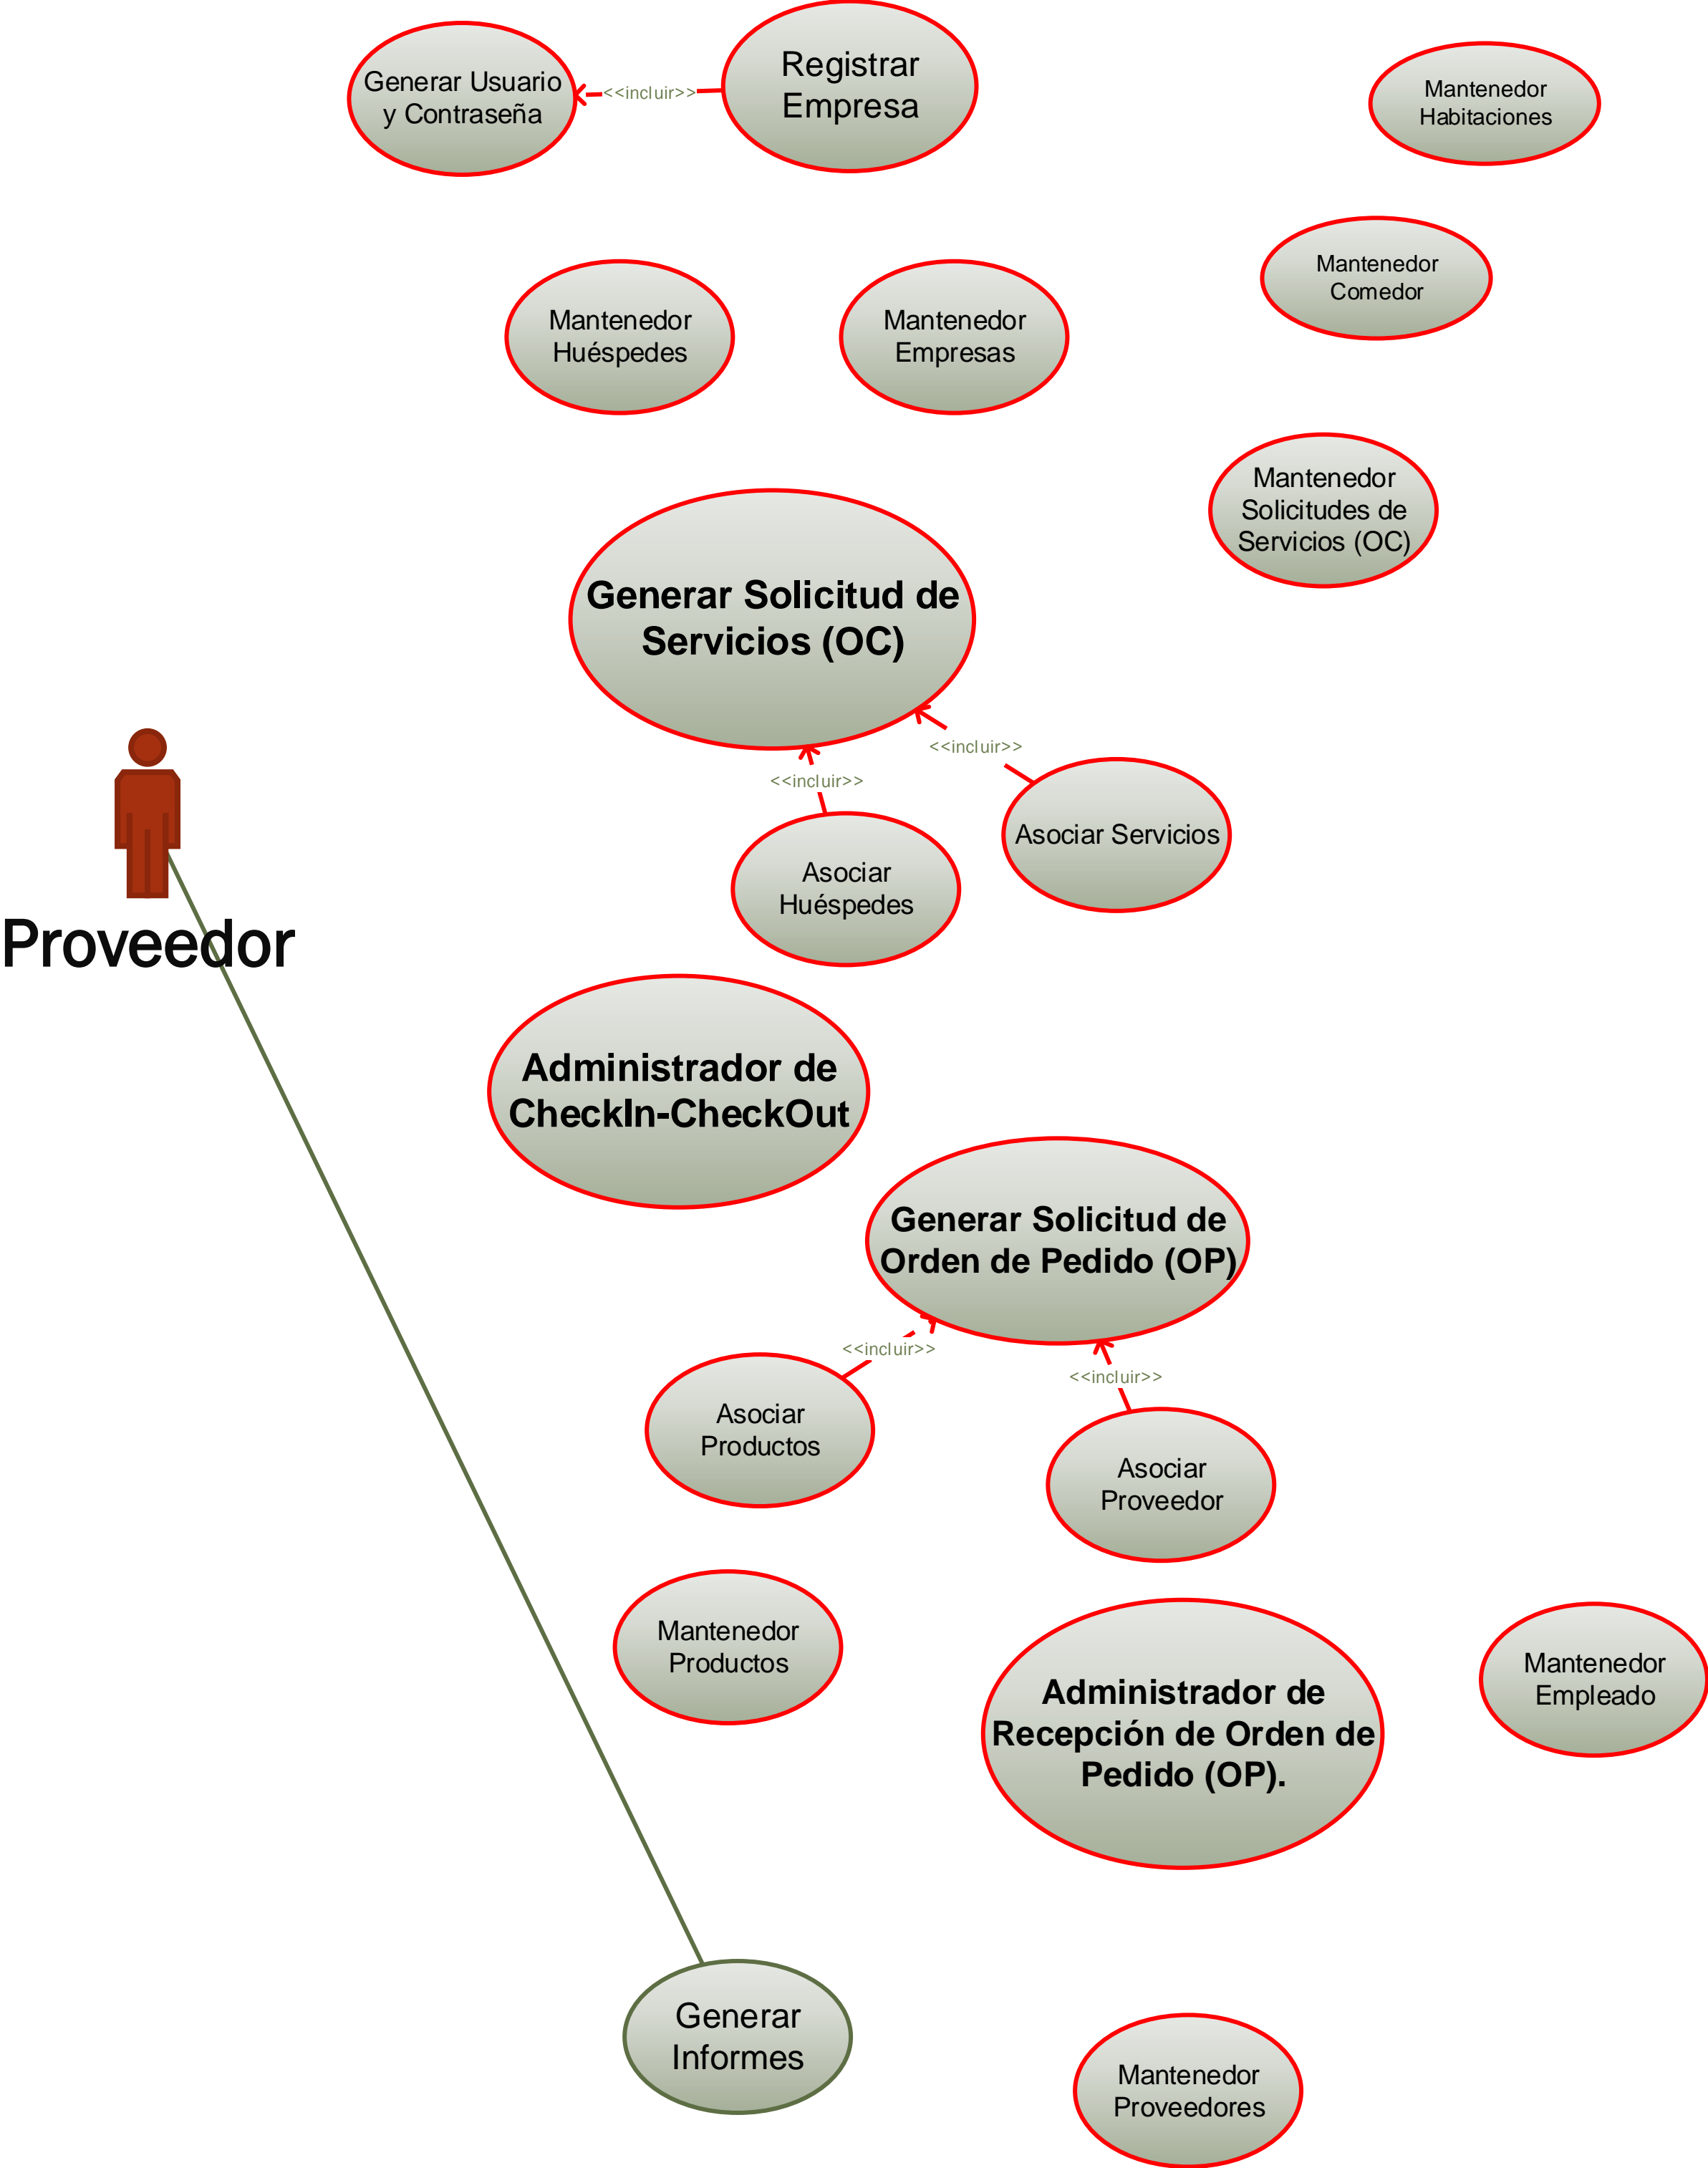 Generar Usuario
y Contraseña
<<incluir>>
Registrar
Empresa
Mantenedor
Habitaciones
Mantenedor
Comedor
Mantenedor
Huéspedes
Mantenedor
Empresas
Mantenedor
Solicitudes de
Servicios (OC)
Generar Solicitud de
Servicios (OC)
<<incluir>>
<<incluir>>
Asociar Servicios
Asociar
Huéspedes
Proveedor
Administrador de
CheckIn-CheckOut
Generar Solicitud de
Orden de Pedido (OP)
<<incluir>>
<<incluir>>
Asociar
Productos
Asociar
Proveedor
Mantenedor
Productos
Administrador de
Recepción de Orden de
Pedido (OP).
Mantenedor
Empleado
Generar
Informes
Mantenedor
Proveedores